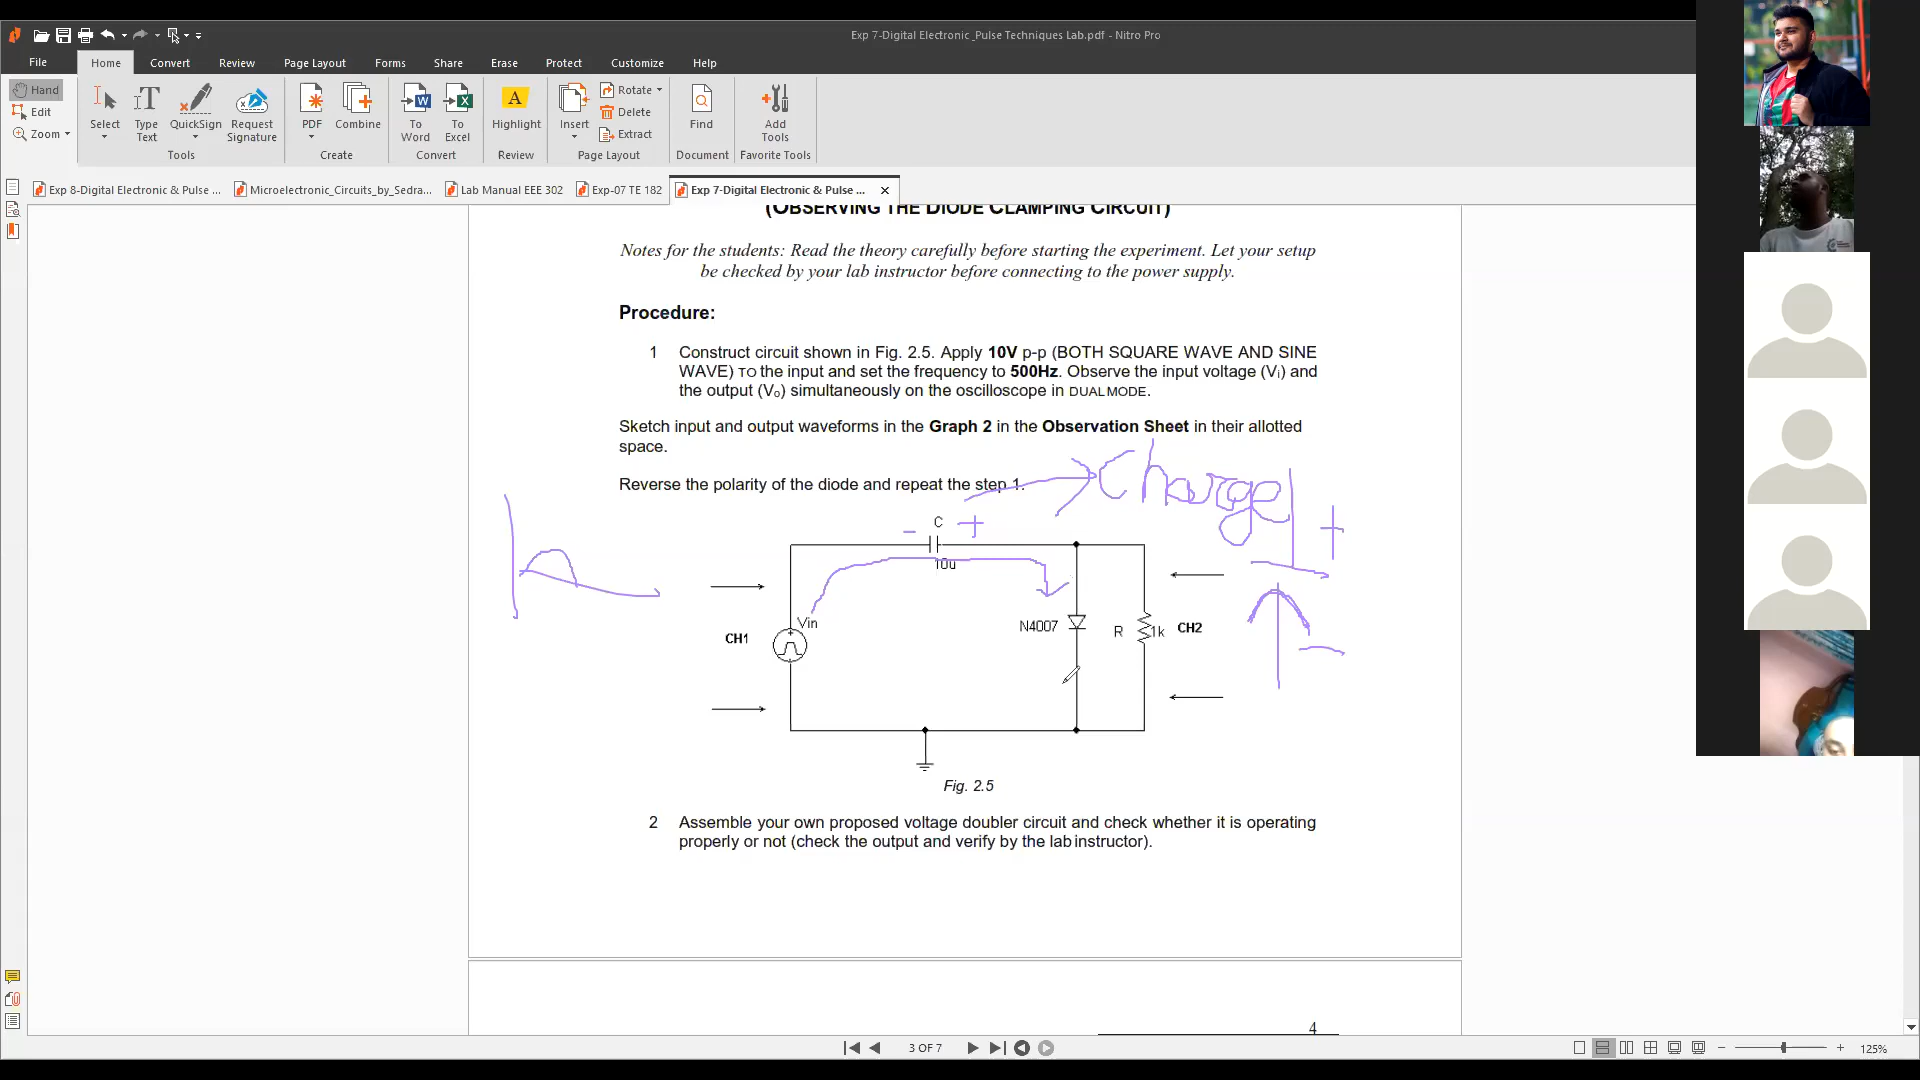 Exp 7-Digital Electronic _Pulse Techniques Lab.pdf - Nitro Pro
File Home Convert Review Page Layout Forms Share Erase Protect Customize Help
Hand
Edit
Zoom
Select
Type Text
QuickSign
Request Signature
Tools
PDF
Combine
Create
To Word
To Excel
Convert
Highlight
Review
Insert
Rotate
Delete
Extract
Page Layout
Find
Document
Add Tools
Favorite Tools
Exp 8-Digital Electronic & Pulse ...
Microelectronic_Circuits_by_Sedra...
Lab Manual EEE 302
Exp-07 TE 182
Exp 7-Digital Electronic & Pulse ...
(OBSERVING THE DIODE CLAMPING CIRCUIT)
Notes for the students: Read the theory carefully before starting the experiment. Let your setup
be checked by your lab instructor before connecting to the power supply.
Procedure:
1 Construct circuit shown in Fig. 2.5. Apply 10V p-p (BOTH SQUARE WAVE AND SINE
WAVE) TO the input and set the frequency to 500Hz. Observe the input voltage (Vi) and
the output (Vo) simultaneously on the oscilloscope in DUAL MODE.
Sketch input and output waveforms in the Graph 2 in the Observation Sheet in their allotted
space.
Reverse the polarity of the diode and repeat the step 1.
Charge
- C +
10u
+
Vin
CH1
N4007
R 1k
CH2
-
Fig. 2.5
2 Assemble your own proposed voltage doubler circuit and check whether it is operating
properly or not (check the output and verify by the lab instructor).
4
3 OF 7
125%